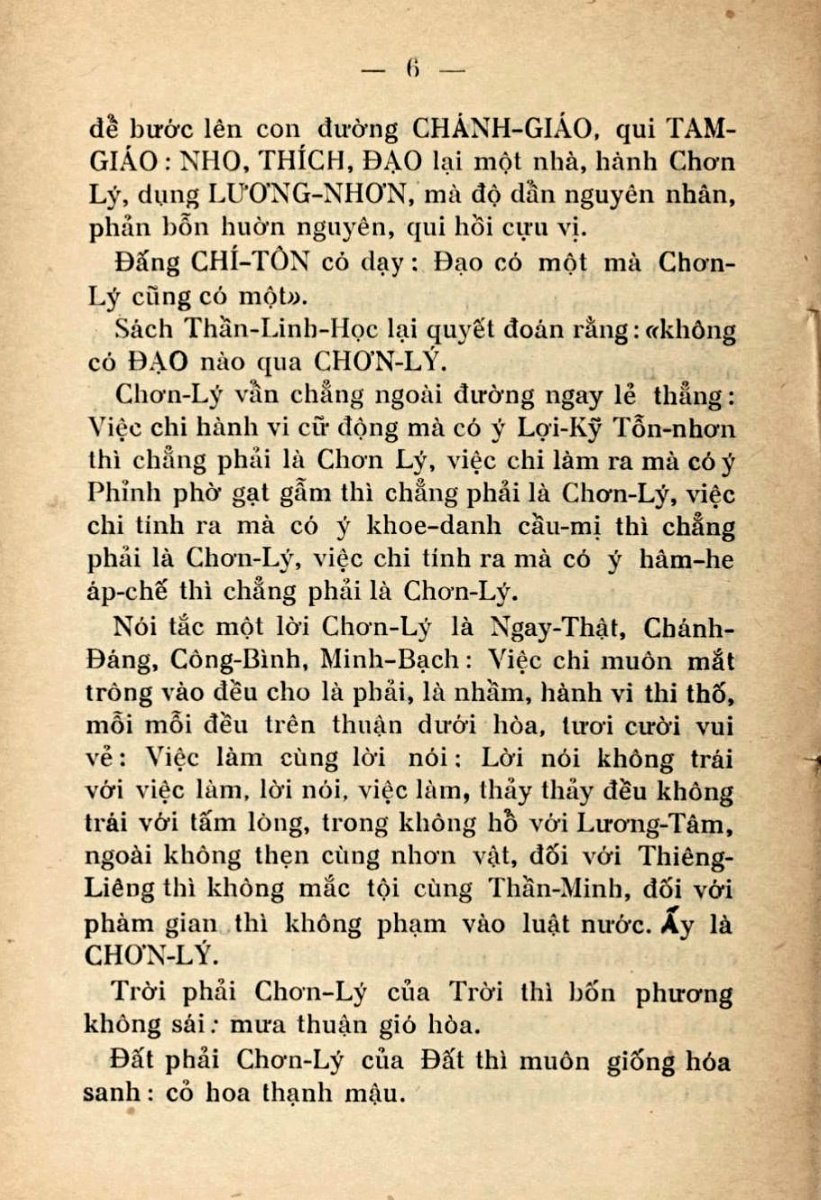 — 6 —
để bước lên con đường CHÁNH-GIÁO, qui TAM-
GIÁO : NHO, THÍCH, ĐẠO lại một nhà, hành Chơn
Lý, dụng LƯƠNG-NHƠN, mà độ dần nguyên nhân,
phản bổn huờn nguyên, qui hồi cựu vị.
Đấng CHÍ-TÔN có dạy : Đạo có một mà Chơn-
Lý cũng có một».
Sách Thần-Linh-Học lại quyết đoán rằng : «không
có ĐẠO nào qua CHƠN-LÝ.
Chơn-Lý vẫn chẳng ngoài đường ngay lẻ thẳng :
Việc chi hành vi cữ động mà có ý Lợi-Kỹ Tỗn-nhơn
thì chẳng phải là Chơn Lý, việc chi làm ra mà có ý
Phỉnh phờ gạt gẫm thì chẳng phải là Chơn-Lý, việc
chi tính ra mà có ý khoe-danh cầu-mị thì chẳng
phải là Chơn-Lý, việc chi tính ra mà có ý hâm-he
áp-chế thì chẳng phải là Chơn-Lý.
Nói tắc một lời Chơn-Lý là Ngay-Thật, Chánh-
Đáng, Công-Bình, Minh-Bạch : Việc chi muôn mắt
trông vào đều cho là phải, là nhầm, hành vi thi thố,
mỗi mỗi đều trên thuận dưới hòa, tươi cười vui
vẻ : Việc làm cùng lời nói : Lời nói không trái
với việc làm, lời nói, việc làm, thảy thảy đều không
trái với tấm lòng, trong không hổ với Lương-Tâm,
ngoài không thẹn cùng nhơn vật, đối với Thiêng-
Liêng thì không mắc tội cùng Thần-Minh, đối với
phàm gian thì không phạm vào luật nước. Ấy là
CHƠN-LÝ.
Trời phải Chơn-Lý của Trời thì bốn phương
không sái : mưa thuận gió hòa.
Đất phải Chơn-Lý của Đất thì muôn giống hóa
sanh : cỏ hoa thạnh mậu.